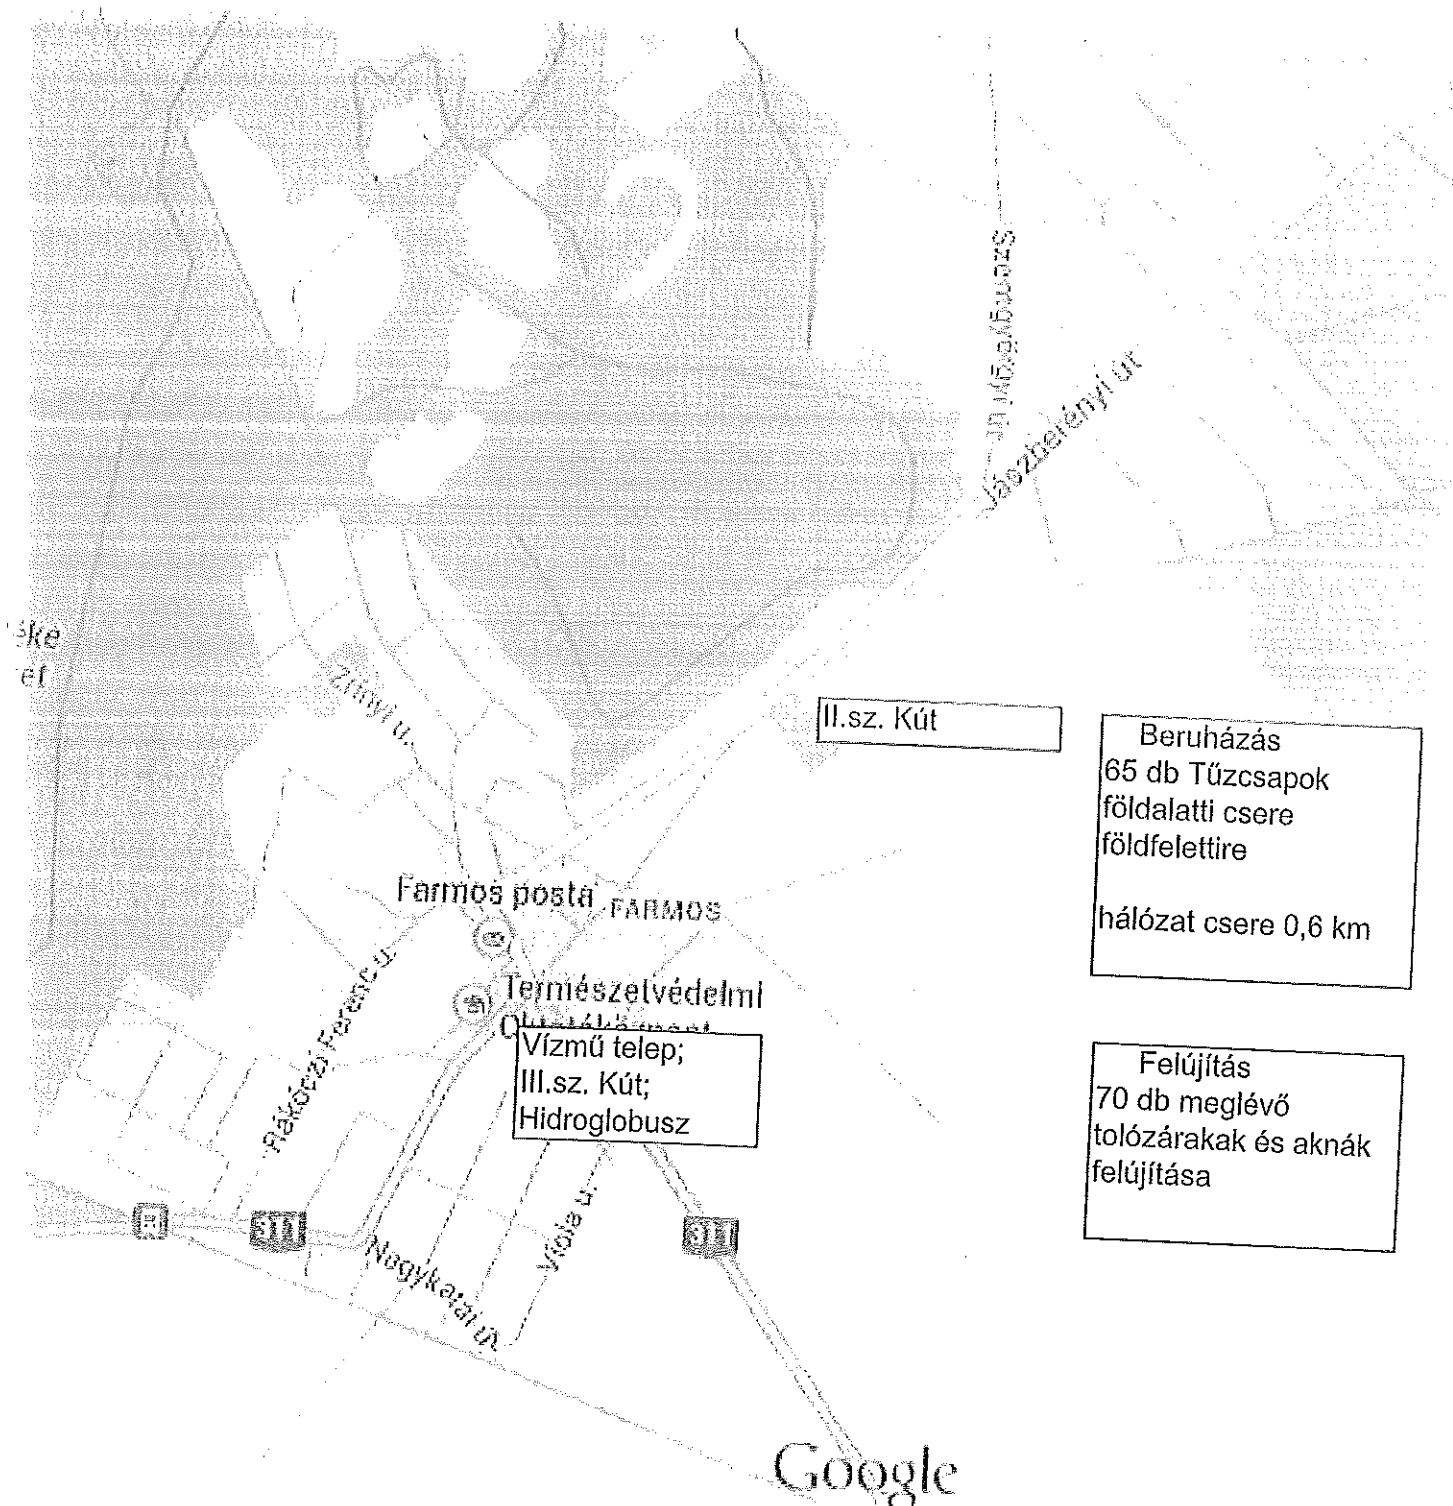 Szentgyörgyi út
Jászberényi út
Zrínyi u.
II.sz. Kút
Beruházás
65 db Tűzcsapok
földalatti csere
földfelettire
hálózat csere 0,6 km
Farmos posta
FARMOS
Természetvédelmi
Vízmű telep;
III.sz. Kút;
Hidroglobusz
Rákóczi Ferenc u.
Felújítás
70 db meglévő
tolózárakak és aknák
felújítása
311
311
Nagykátai út
Viola u.
Google